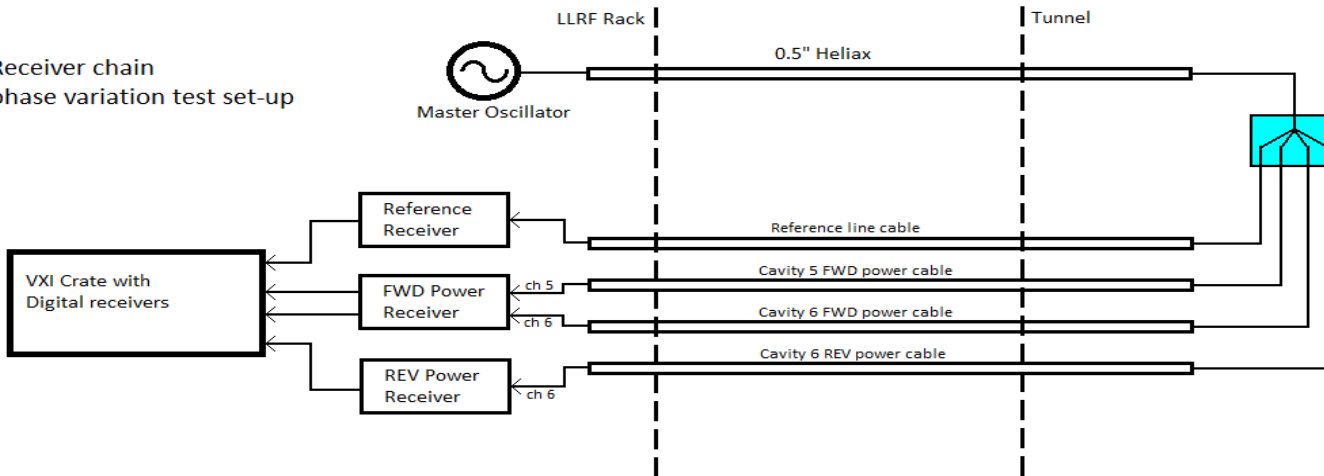 LLRF Rack
Tunnel
Receiver chain
phase variation test set-up
0.5" Heliax
Master Oscillator
Reference
Receiver
Reference line cable
VXI Crate with
Digital receivers
FWD Power
Receiver
ch 5
ch 6
Cavity 5 FWD power cable
Cavity 6 FWD power cable
REV Power
Receiver
ch 6
Cavity 6 REV power cable